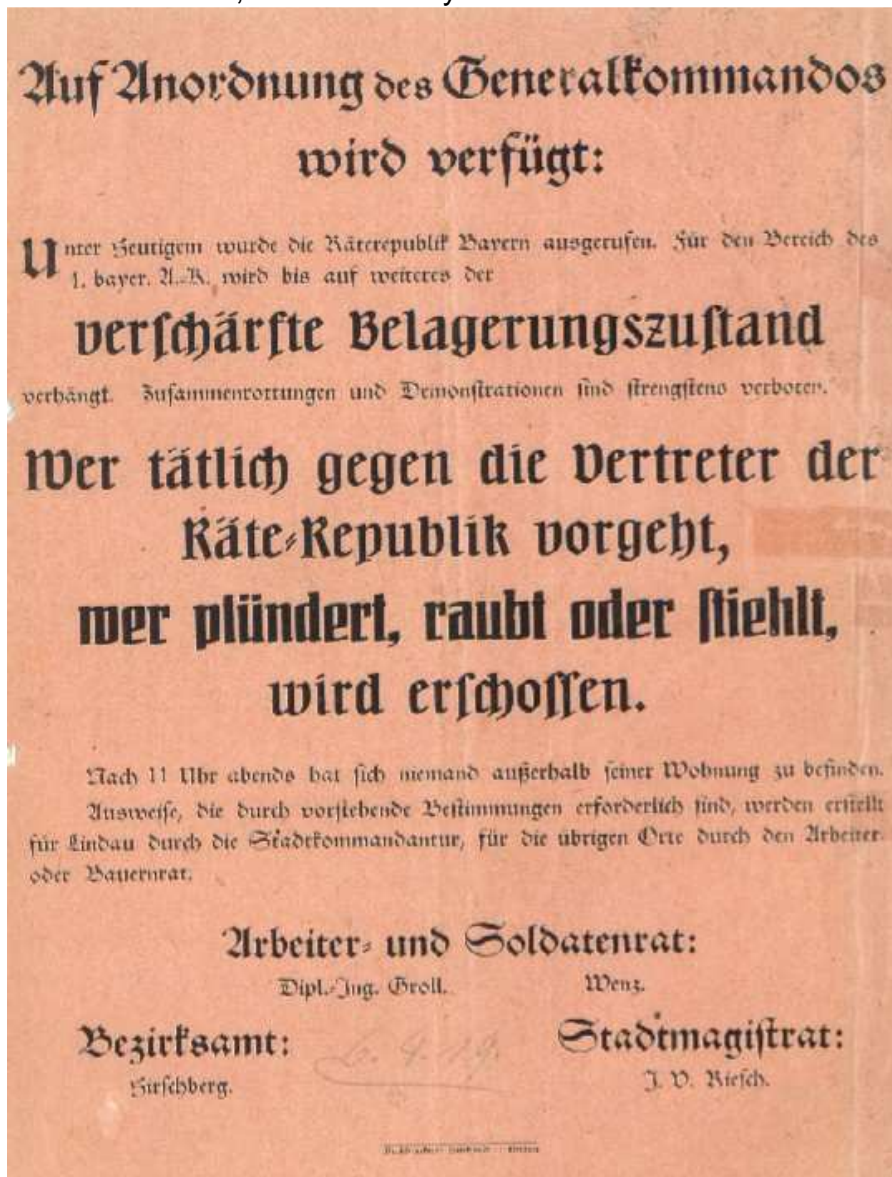 Auf Anordnung des Generalkommandos
wird verfügt:
Unter Heutigem wurde die Räterepublik Bayern ausgerufen. Für den Bereich des
1. bayer. A.-K. wird bis auf weiteres der
verschärfte Belagerungszustand
verhängt. Zusammenrottungen und Demonstrationen sind strengstens verboten.
Wer tätlich gegen die Vertreter der
Räte-Republik vorgeht,
wer plündert, raubt oder stiehlt,
wird erschossen.
Nach 11 Uhr abends hat sich niemand außerhalb seiner Wohnung zu befinden.
Ausweise, die durch vorstehende Bestimmungen erforderlich sind, werden erstellt
für Lindau durch die Stadtkommandantur, für die übrigen Orte durch den Arbeiter-
oder Bauernrat.
Arbeiter- und Soldatenrat:
Dipl.-Ing. Groll. Wenz.
Bezirksamt: Stadtmagistrat:
Hirschberg. J. V. Riesch.